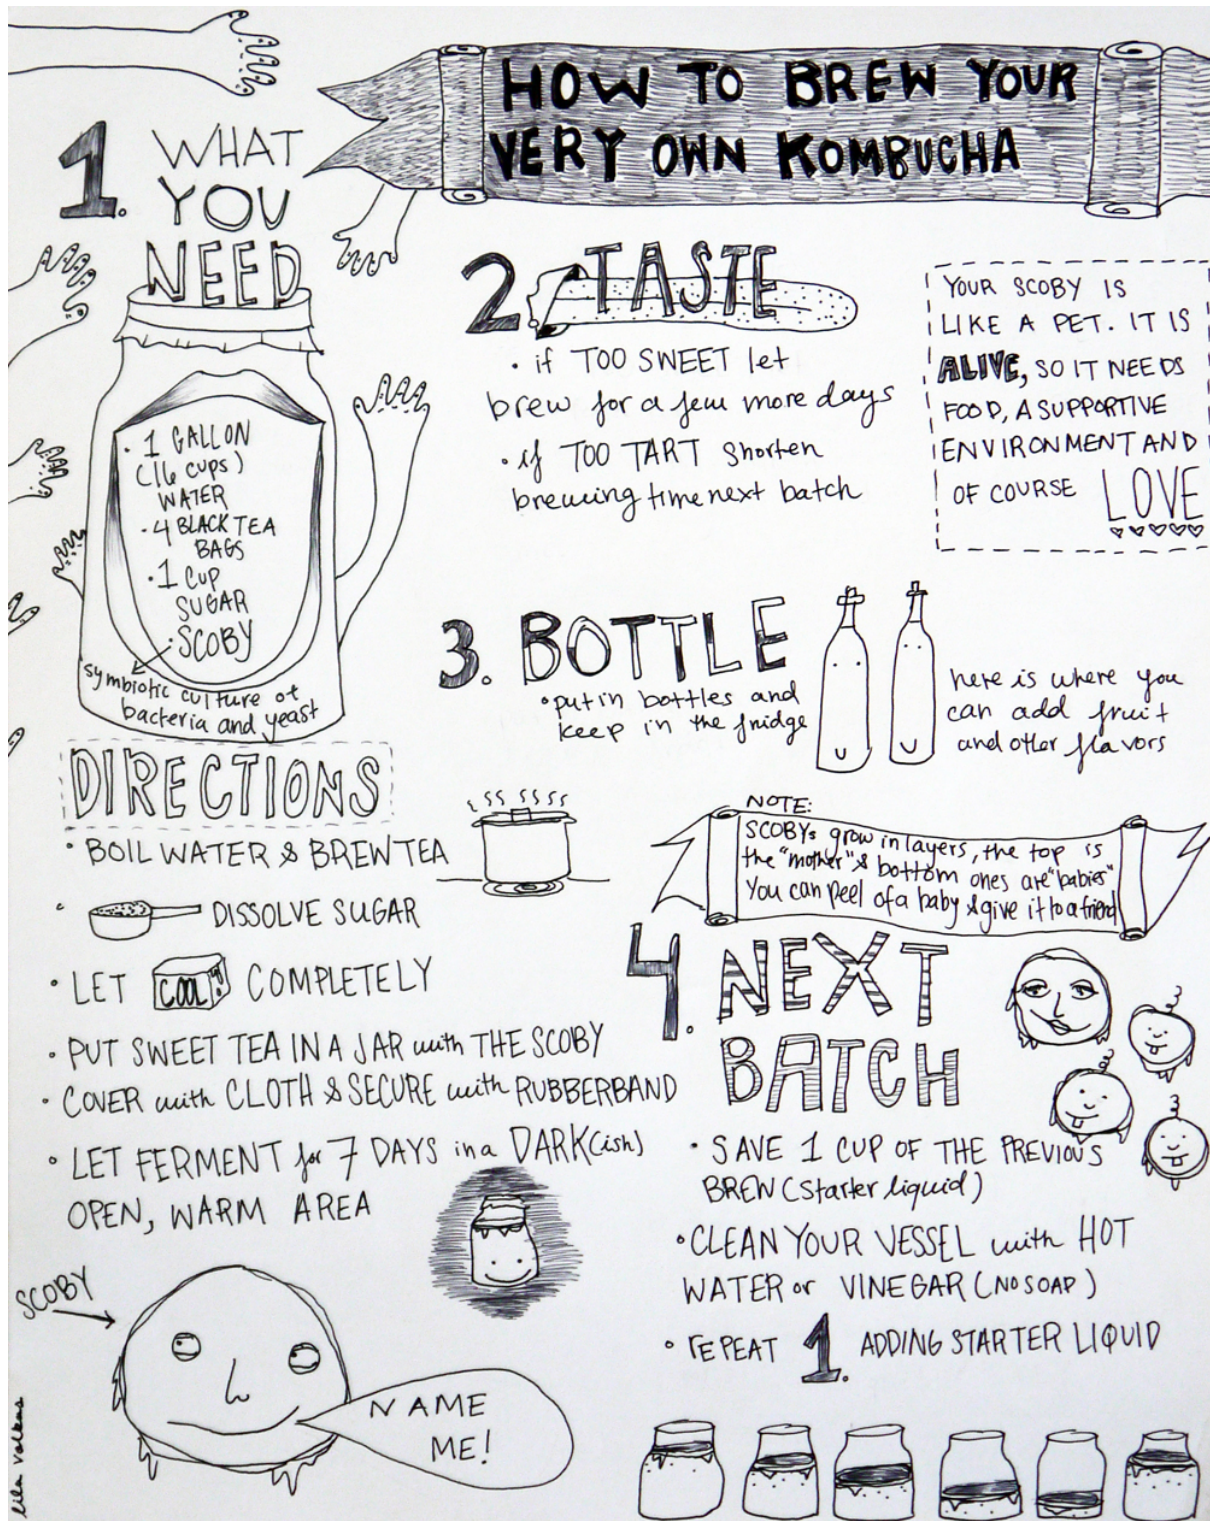 HOW TO BREW YOUR
VERY OWN KOMBUCHA
1. WHAT
YOU
NEED
· 1 GALLON
(16 CUPS)
WATER
· 4 BLACK TEA
BAGS
· 1 CUP
SUGAR
· SCOBY
symbiotic culture of
bacteria and yeast
DIRECTIONS
· BOIL WATER & BREW TEA
· DISSOLVE SUGAR
· LET COOL! COMPLETELY
· PUT SWEET TEA IN A JAR with THE SCOBY
· COVER with CLOTH & SECURE with RUBBERBAND
· LET FERMENT for 7 DAYS in a DARK(ish)
OPEN, WARM AREA
SCOBY
NAME
ME!
2. TASTE
· if TOO SWEET let
brew for a few more days
· if TOO TART shorten
brewing time next batch
YOUR SCOBY IS
LIKE A PET. IT IS
ALIVE, SO IT NEEDS
FOOD, A SUPPORTIVE
ENVIRONMENT AND
OF COURSE LOVE
3. BOTTLE
· put in bottles and
keep in the fridge
here is where you
can add fruit
and other flavors
NOTE:
SCOBYs grow in layers, the top is
the "mother" & bottom ones are "babies"
You can peel of a baby & give it to a friend
4. NEXT
BATCH
· SAVE 1 CUP OF THE PREVIOUS
BREW (starter liquid)
· CLEAN YOUR VESSEL with HOT
WATER or VINEGAR (NO SOAP)
· rEPEAT 1. ADDING STARTER LIQUID
lila volkas